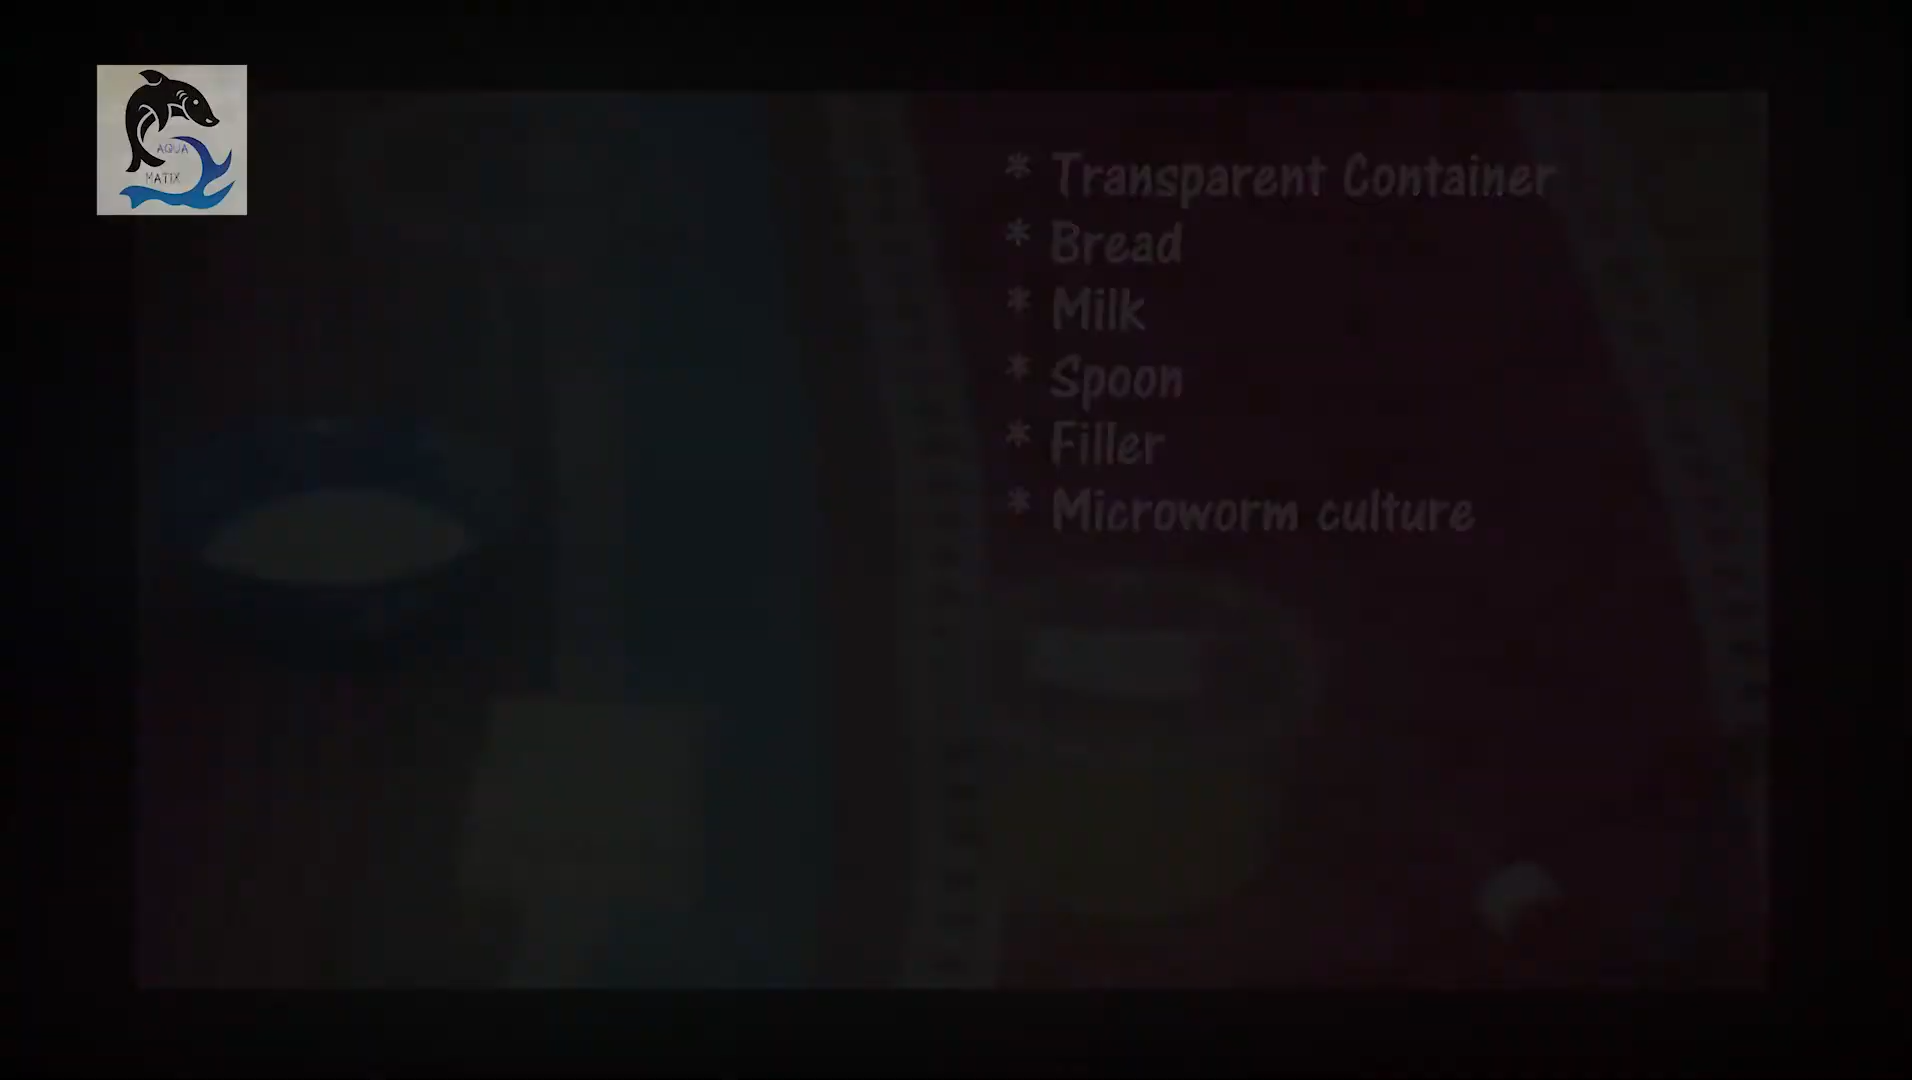 AQUA
MATIX
* Transparent Container
* Bread
* Milk
* Spoon
* Filler
* Microworm culture